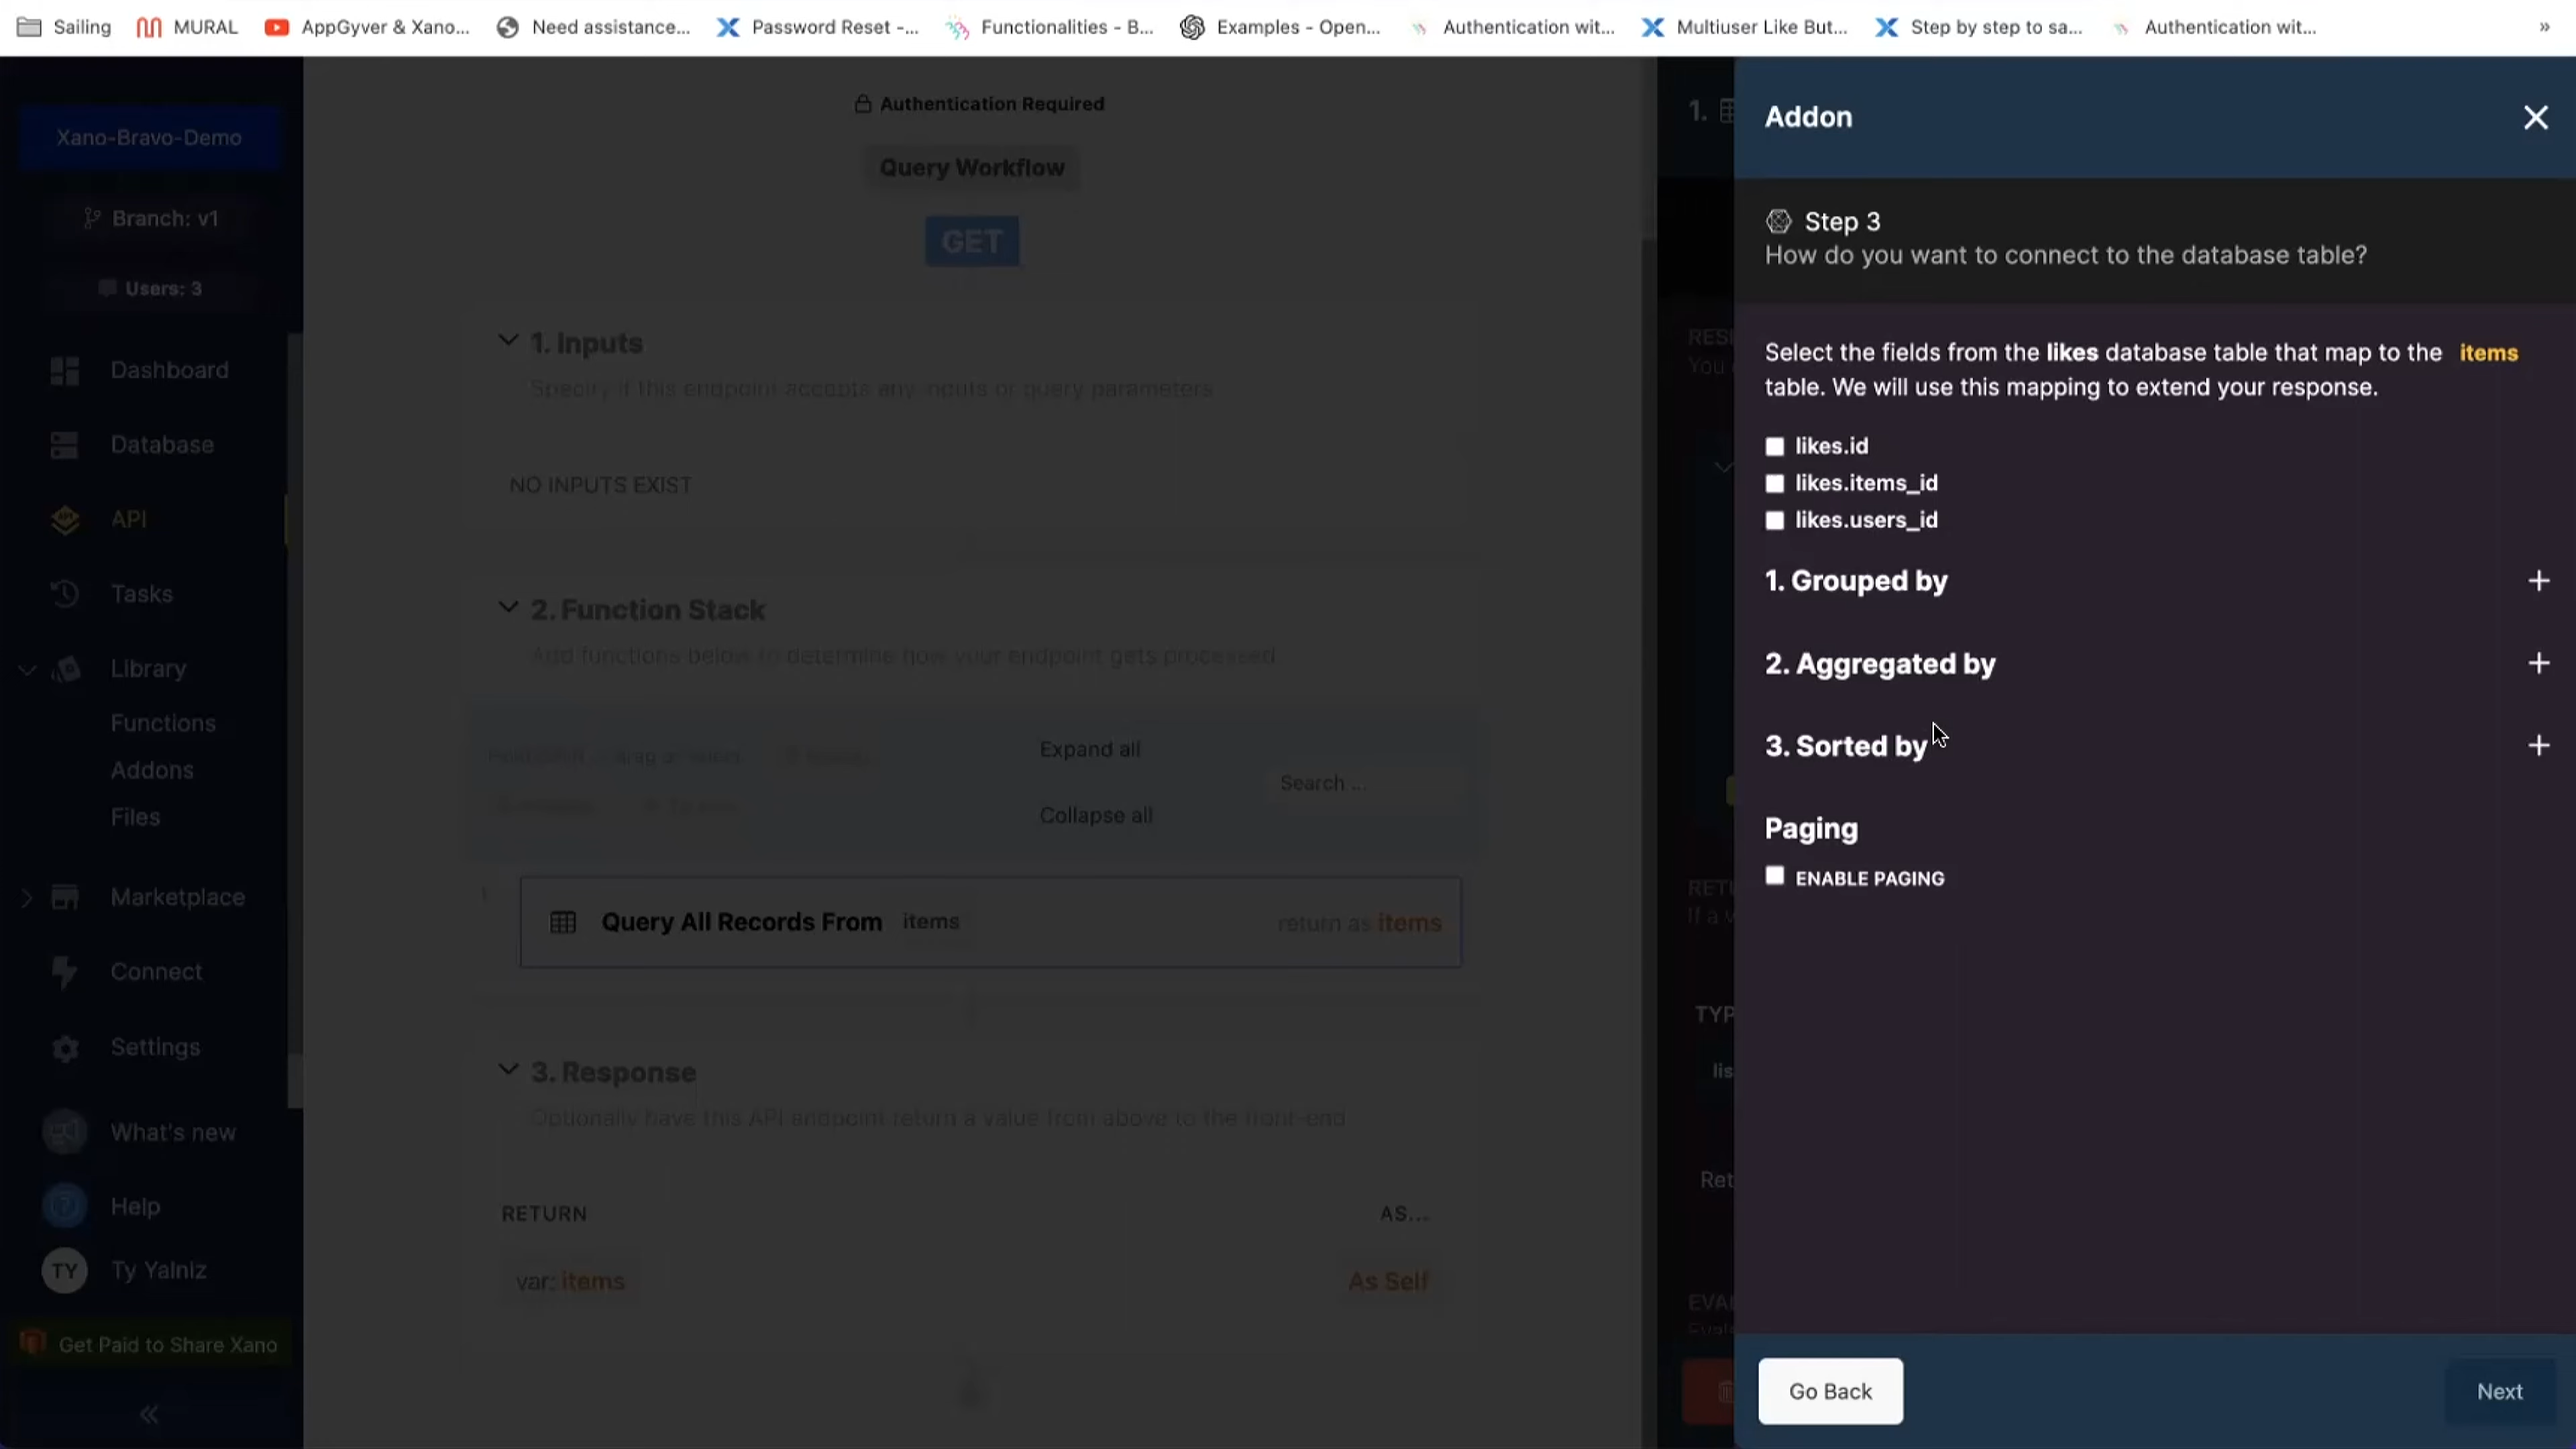 Sailing
MURAL
AppGyver & Xano...
Need assistance...
Password Reset -...
Functionalities - B...
Examples - Open...
Authentication wit...
Multiuser Like But...
Step by step to sa...
Authentication wit...
»
Xano-Bravo-Demo
Branch: v1
Users: 3
Dashboard
Database
API
Tasks
Library
Functions
Addons
Files
Marketplace
Connect
Settings
What's new
Help
TY Ty Yalniz
Get Paid to Share Xano
«
Authentication Required
Query Workflow
GET
1. Inputs
Specify if this endpoint accepts any inputs or query parameters
NO INPUTS EXIST
2. Function Stack
Add functions below to determine how your endpoint gets processed
Expand all
Search ...
Collapse all
1
Query All Records From items return as items
3. Response
Optionally have this API endpoint return a value from above to the front-end
RETURN AS...
var: items As Self
1.
TYP
lis
Ret
Addon
Step 3
How do you want to connect to the database table?
Select the fields from the likes database table that map to the items
table. We will use this mapping to extend your response.
likes.id
likes.items_id
likes.users_id
1. Grouped by +
2. Aggregated by +
3. Sorted by +
Paging
ENABLE PAGING
Go Back
Next